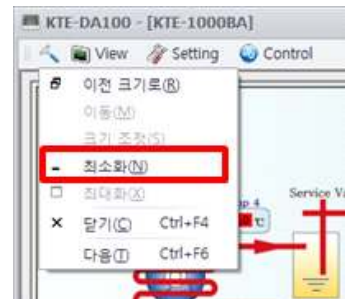 KTE-DA100 - [KTE-1000BA]
View Setting Control
이전 크기로(R)
이동(M)
크기 조정(S)
최소화(N)
최대화(X)
닫기(C) Ctrl+F4
다음(T) Ctrl+F6
4
℃
Service